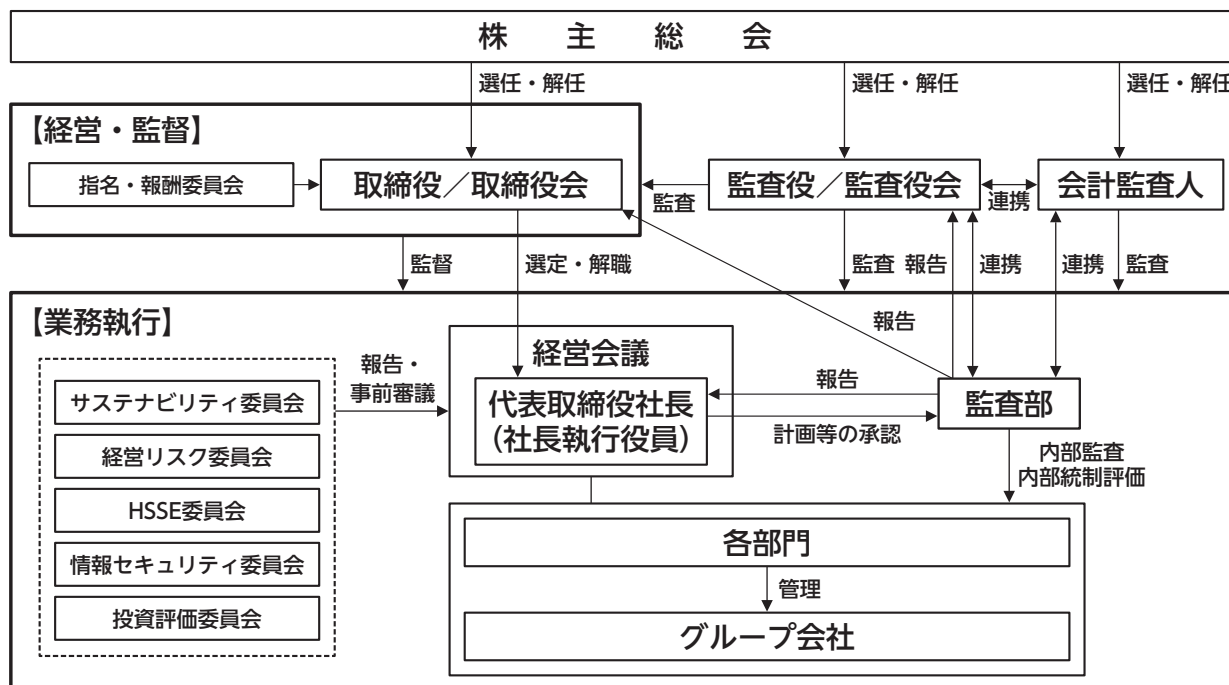 株主総会
選任・解任
選任・解任
選任・解任
【経営・監督】
指名・報酬委員会
取締役／取締役会
監査
監査役／監査役会
連携
会計監査人
監督
選定・解職
監査
報告
連携
連携
監査
【業務執行】
報告
サステナビリティ委員会
経営リスク委員会
HSSE委員会
情報セキュリティ委員会
投資評価委員会
報告・
事前審議
経営会議
代表取締役社長
（社長執行役員）
報告
計画等の承認
監査部
内部監査
内部統制評価
各部門
管理
グループ会社